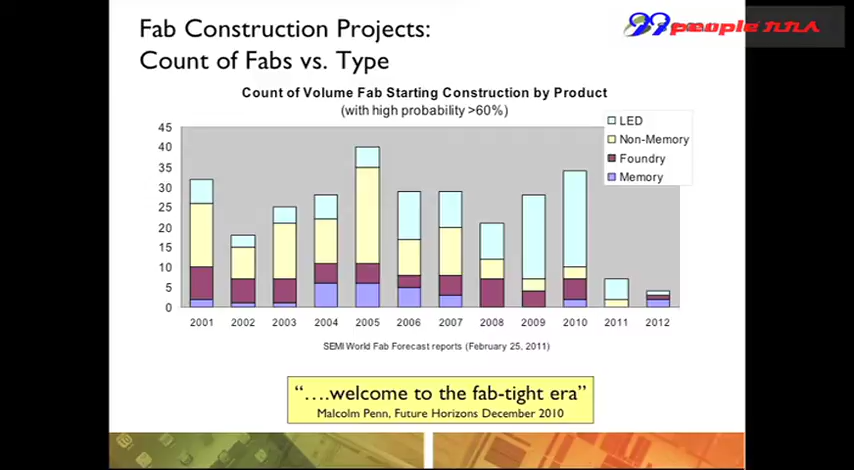 Fab Construction Projects:
Count of Fabs vs. Type
people 人民人
Count of Volume Fab Starting Construction by Product
(with high probability >60%)
LED
Non-Memory
Foundry
Memory
45
40
35
30
25
20
15
10
5
0
2001 2002 2003 2004 2005 2006 2007 2008 2009 2010 2011 2012
SEMI World Fab Forecast reports (February 25, 2011)
“….welcome to the fab-tight era”
Malcolm Penn, Future Horizons December 2010